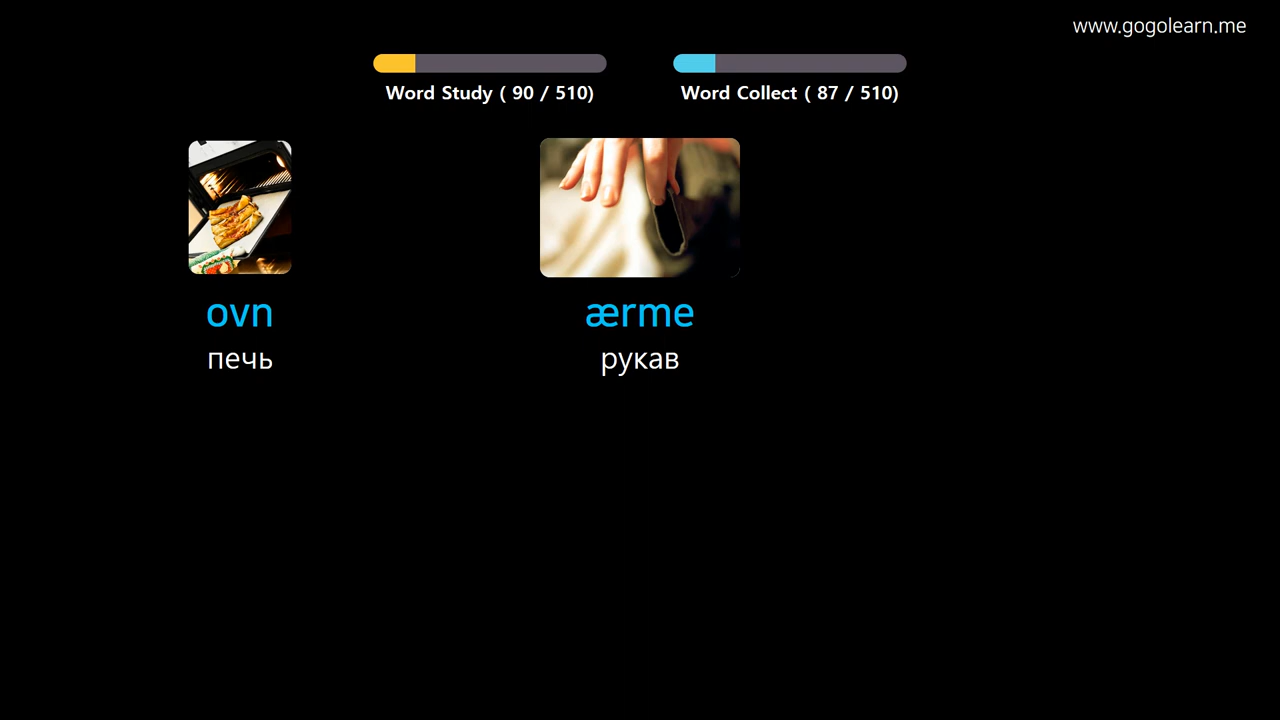 www.gogolearn.me
Word Study ( 90 / 510)
Word Collect ( 87 / 510)
ovn
ærme
печь
рукав